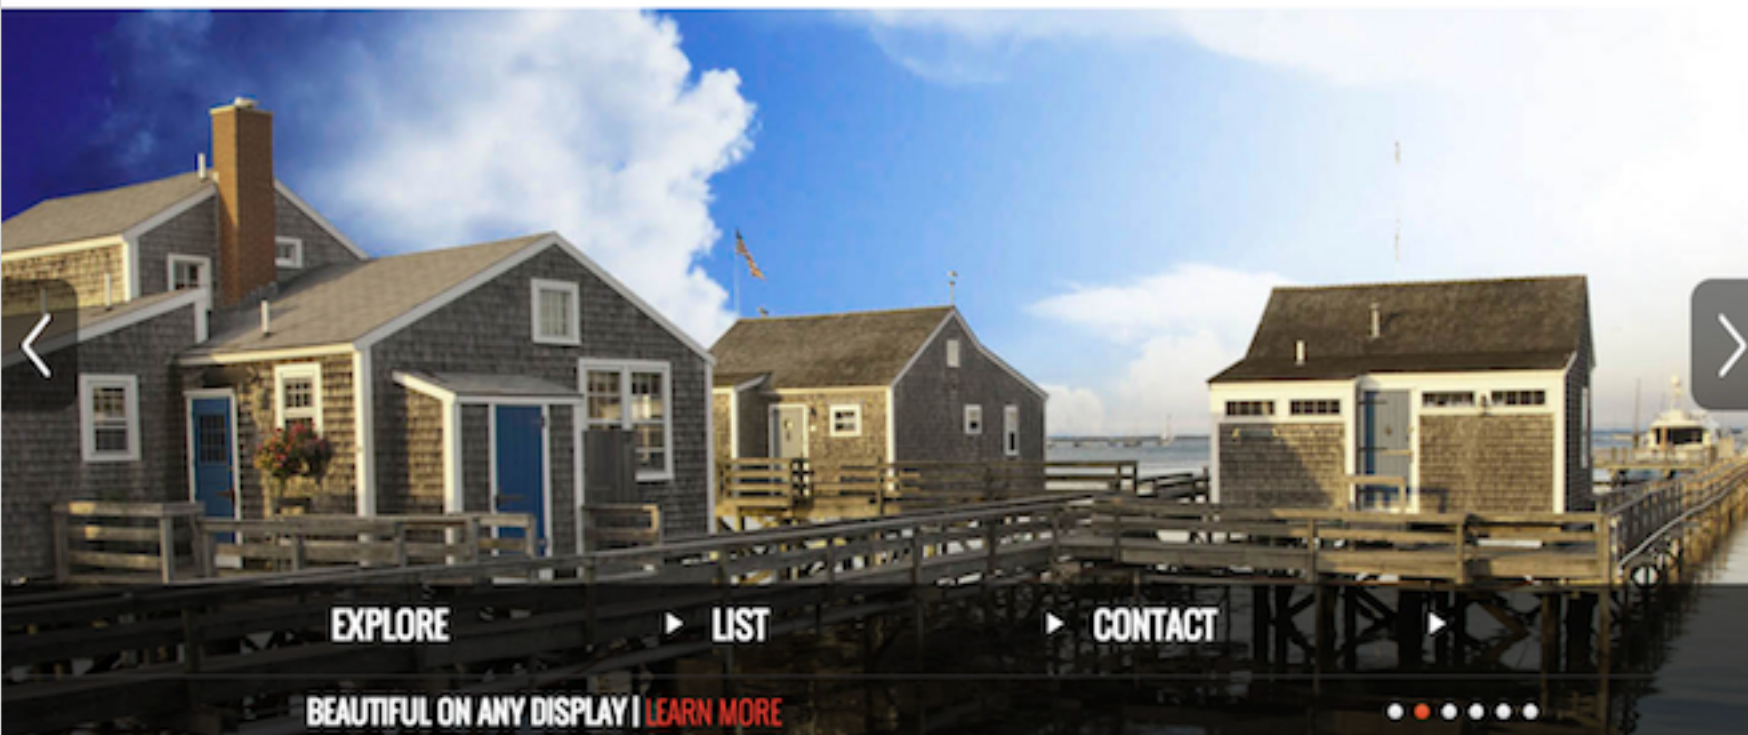 EXPLORE LIST CONTACT
BEAUTIFUL ON ANY DISPLAY | LEARN MORE